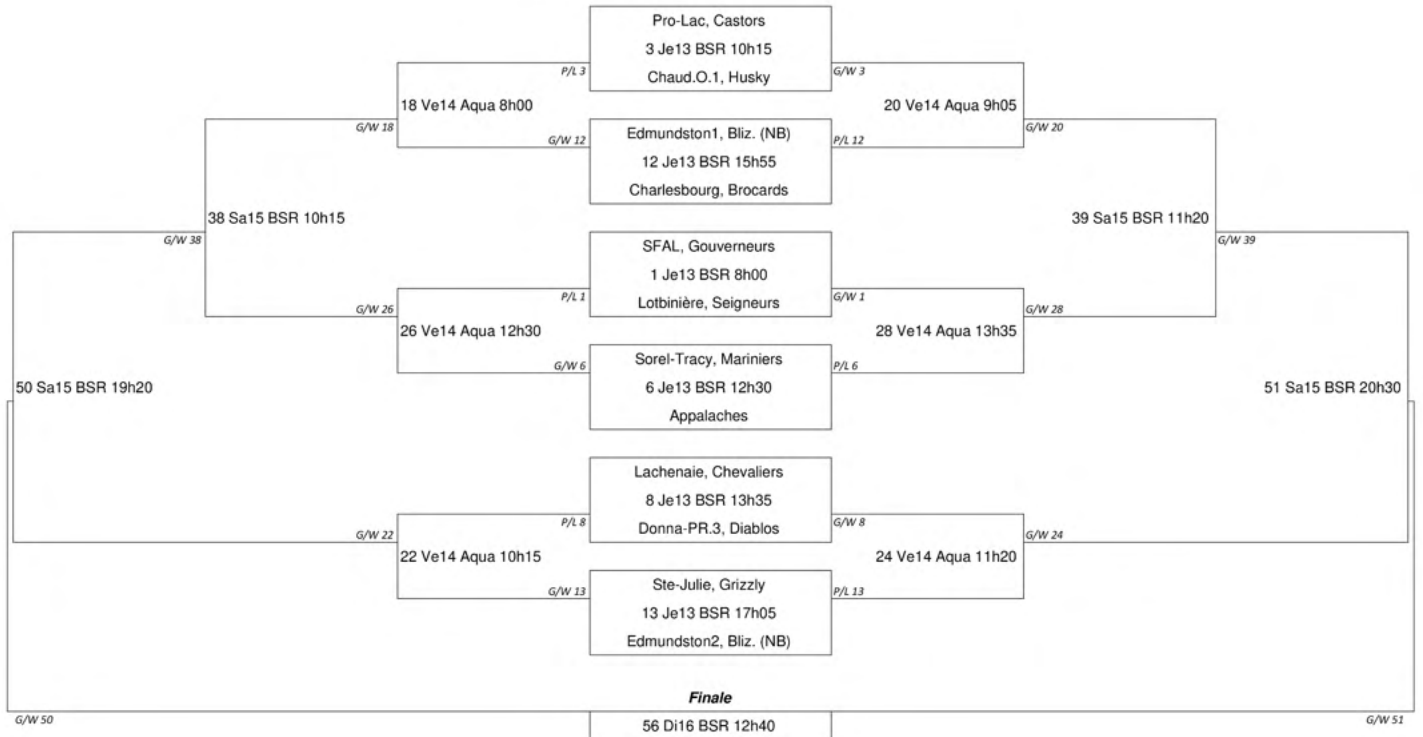 Pro-Lac, Castors
3 Je13 BSR 10h15
P/L 3
G/W 3
Chaud.O.1, Husky
18 Ve14 Aqua 8h00
20 Ve14 Aqua 9h05
G/W 18
G/W 20
G/W 12
Edmundston1, Bliz. (NB)
P/L 12
12 Je13 BSR 15h55
Charlesbourg, Brocards
38 Sa15 BSR 10h15
39 Sa15 BSR 11h20
G/W 38
G/W 39
SFAL, Gouverneurs
1 Je13 BSR 8h00
P/L 1
G/W 1
Lotbinière, Seigneurs
G/W 26
G/W 28
26 Ve14 Aqua 12h30
28 Ve14 Aqua 13h35
G/W 6
Sorel-Tracy, Mariniers
P/L 6
50 Sa15 BSR 19h20
6 Je13 BSR 12h30
51 Sa15 BSR 20h30
Appalaches
Lachenaie, Chevaliers
8 Je13 BSR 13h35
P/L 8
G/W 8
Donna-PR.3, Diablos
G/W 22
G/W 24
22 Ve14 Aqua 10h15
24 Ve14 Aqua 11h20
G/W 13
Ste-Julie, Grizzly
P/L 13
13 Je13 BSR 17h05
Edmundston2, Bliz. (NB)
Finale
G/W 50
56 Di16 BSR 12h40
G/W 51